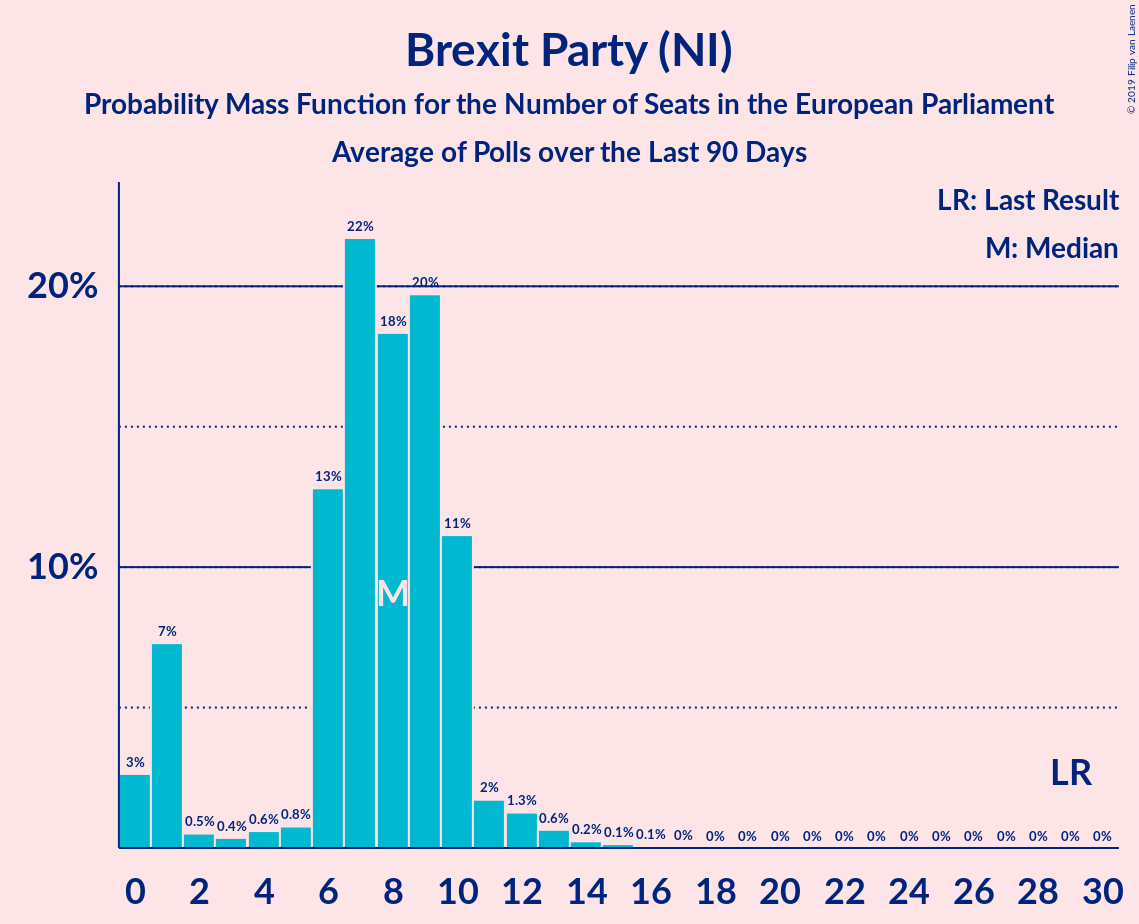 © 2019 Filip van Laenen
Brexit Party (NI)
Probability Mass Function for the Number of Seats in the European Parliament
Average of Polls over the Last 90 Days
LR: Last Result
M: Median
20%
10%
3% 7% 0.5% 0.4% 0.6% 0.8% 13% 22% 18% 20% 11% 2% 1.3% 0.6% 0.2% 0.1% 0.1% 0% 0% 0% 0% 0% 0% 0% 0% 0% 0% 0% 0% 0% 0%
M
LR
0 2 4 6 8 10 12 14 16 18 20 22 24 26 28 30